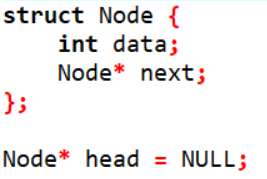 struct Node {
    int data;
    Node* next;
};

Node* head = NULL;